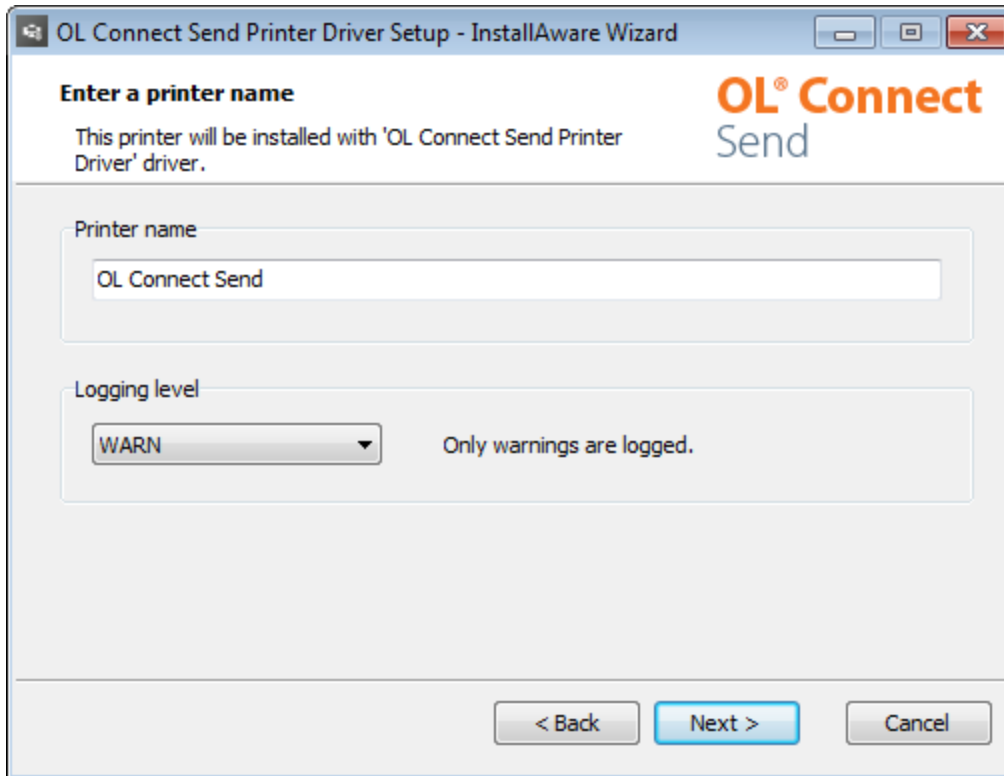 OL Connect Send Printer Driver Setup - InstallAware Wizard
Enter a printer name
This printer will be installed with 'OL Connect Send Printer
Driver' driver.
OL® Connect
Send
Printer name
OL Connect Send
Logging level
WARN
Only warnings are logged.
< Back
Next >
Cancel